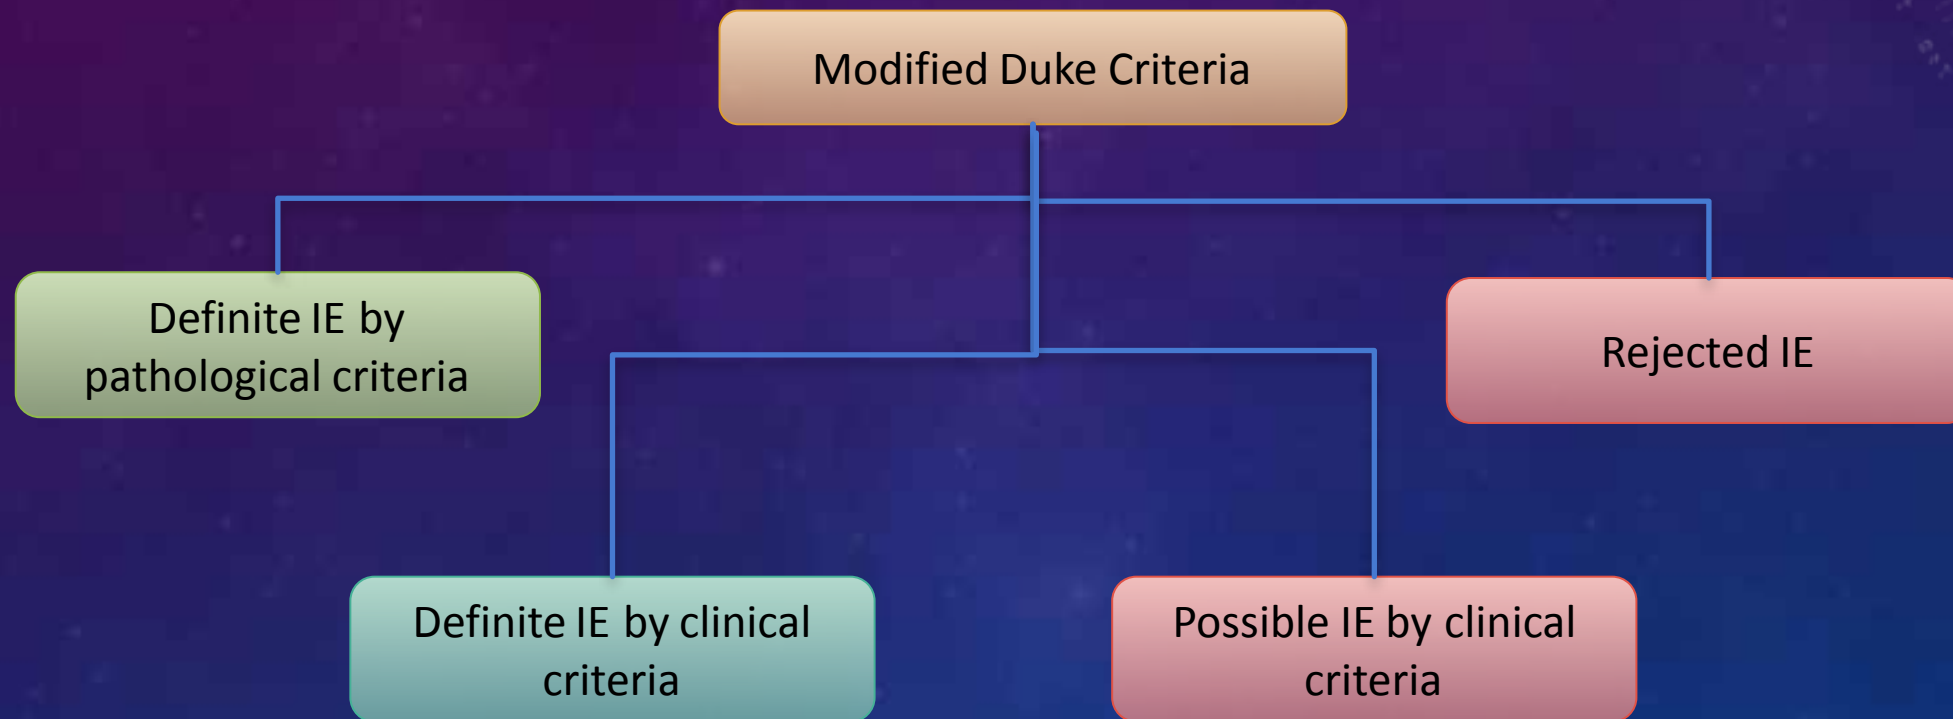 Modified Duke Criteria
Definite IE by
pathological criteria
Rejected IE
Definite IE by clinical
criteria
Possible IE by clinical
criteria